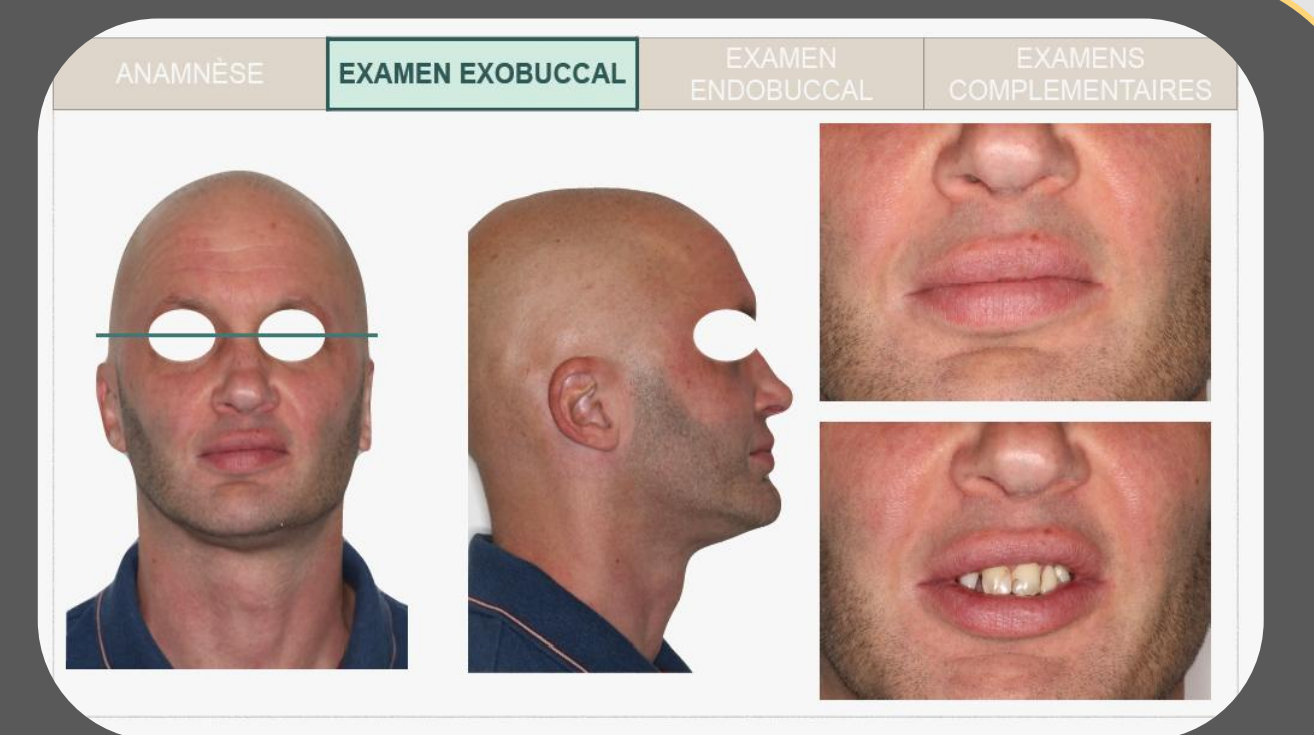 ANAMNÈSE
EXAMEN EXOBUCCAL
EXAMEN
ENDOBUCCAL
EXAMENS
COMPLEMENTAIRES